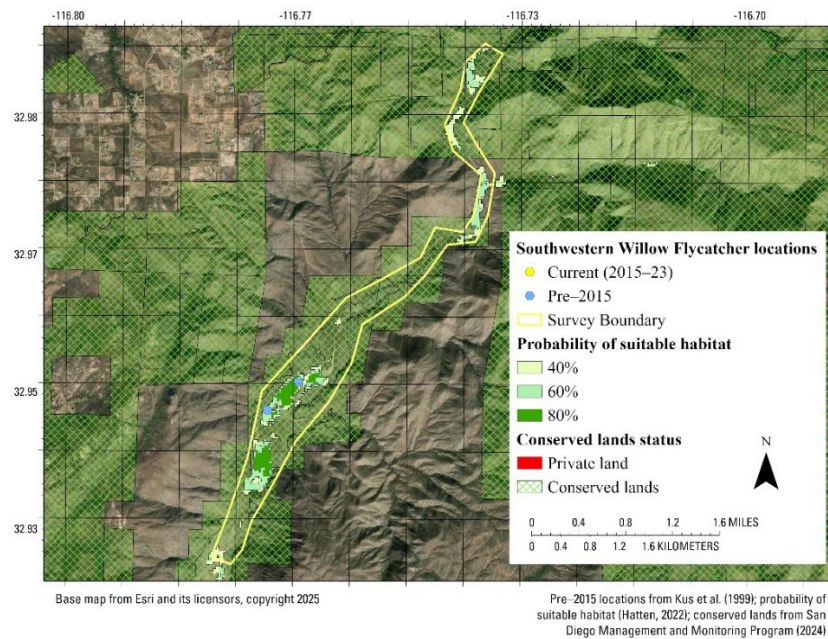 -116.80 -116.77 -116.73 -116.70
32.98
32.97
32.95
32.93
Southwestern Willow Flycatcher locations
Current (2015–23)
Pre–2015
Survey Boundary
Probability of suitable habitat
40%
60%
80%
Conserved lands status
Private land
Conserved lands
N
0 0.4 0.8 1.2 1.6 MILES
0 0.4 0.8 1.2 1.6 KILOMETERS
Base map from Esri and its licensors, copyright 2025
Pre–2015 locations from Kus et al. (1999); probability of
suitable habitat (Hatten, 2022); conserved lands from San
Diego Management and Monitoring Program (2024)